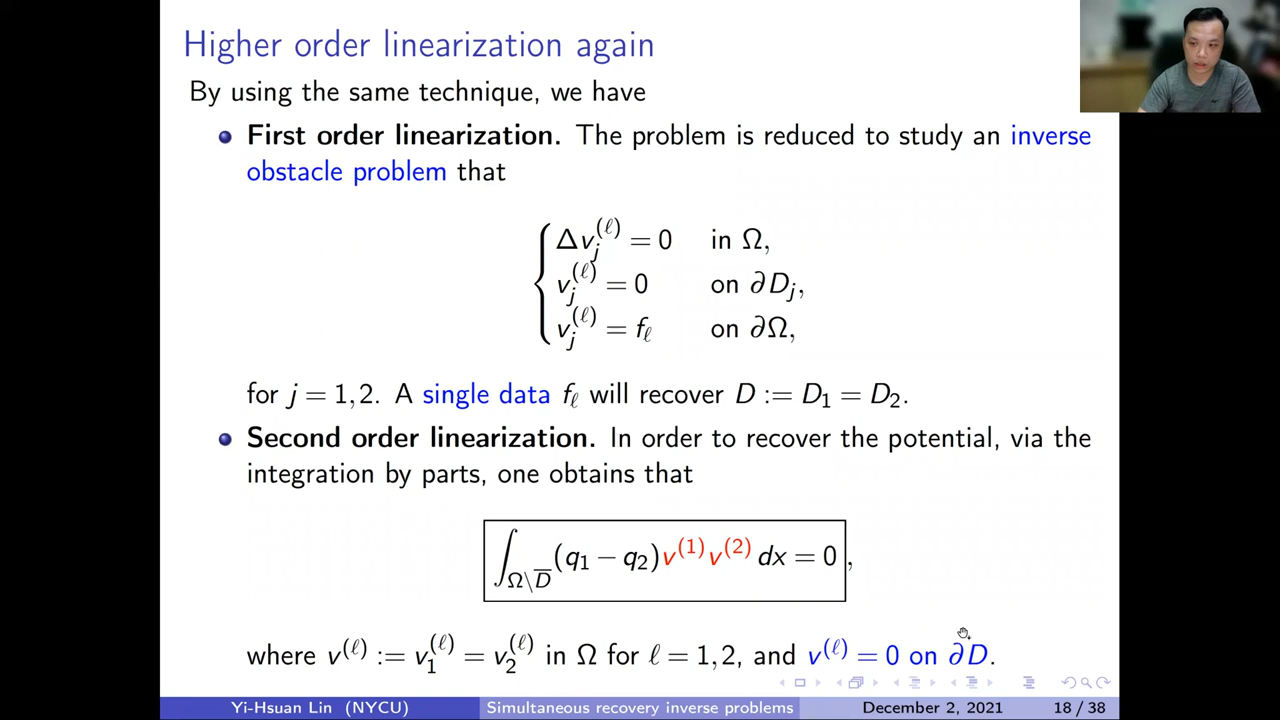 Higher order linearization again
By using the same technique, we have
First order linearization. The problem is reduced to study an inverse
obstacle problem that
Δv_j^{(ℓ)} = 0 in Ω,
v_j^{(ℓ)} = 0 on ∂D_j,
v_j^{(ℓ)} = f_ℓ on ∂Ω,
for j = 1, 2. A single data f_ℓ will recover D := D_1 = D_2.
Second order linearization. In order to recover the potential, via the
integration by parts, one obtains that
∫_{Ω\\overline{D}} (q_1 − q_2)v^{(1)}v^{(2)} dx = 0,
where v^{(ℓ)} := v_1^{(ℓ)} = v_2^{(ℓ)} in Ω for ℓ = 1, 2, and v^{(ℓ)} = 0 on ∂D.
Yi-Hsuan Lin (NYCU) Simultaneous recovery inverse problems December 2, 2021 18 / 38